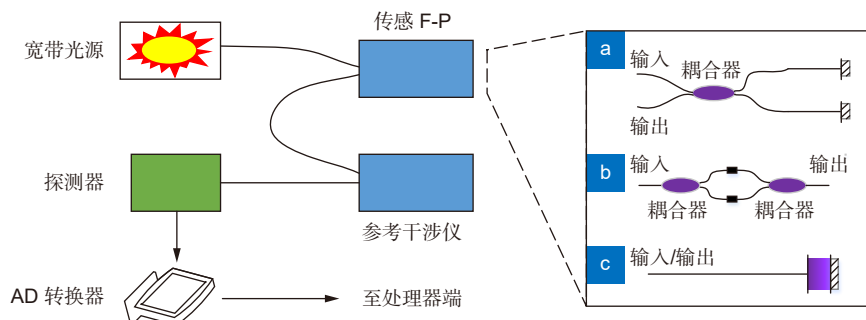 宽带光源
传感 F-P
探测器
参考干涉仪
AD 转换器
至处理器端
a
输入
耦合器
输出
b
输入
输出
耦合器
耦合器
c
输入/输出